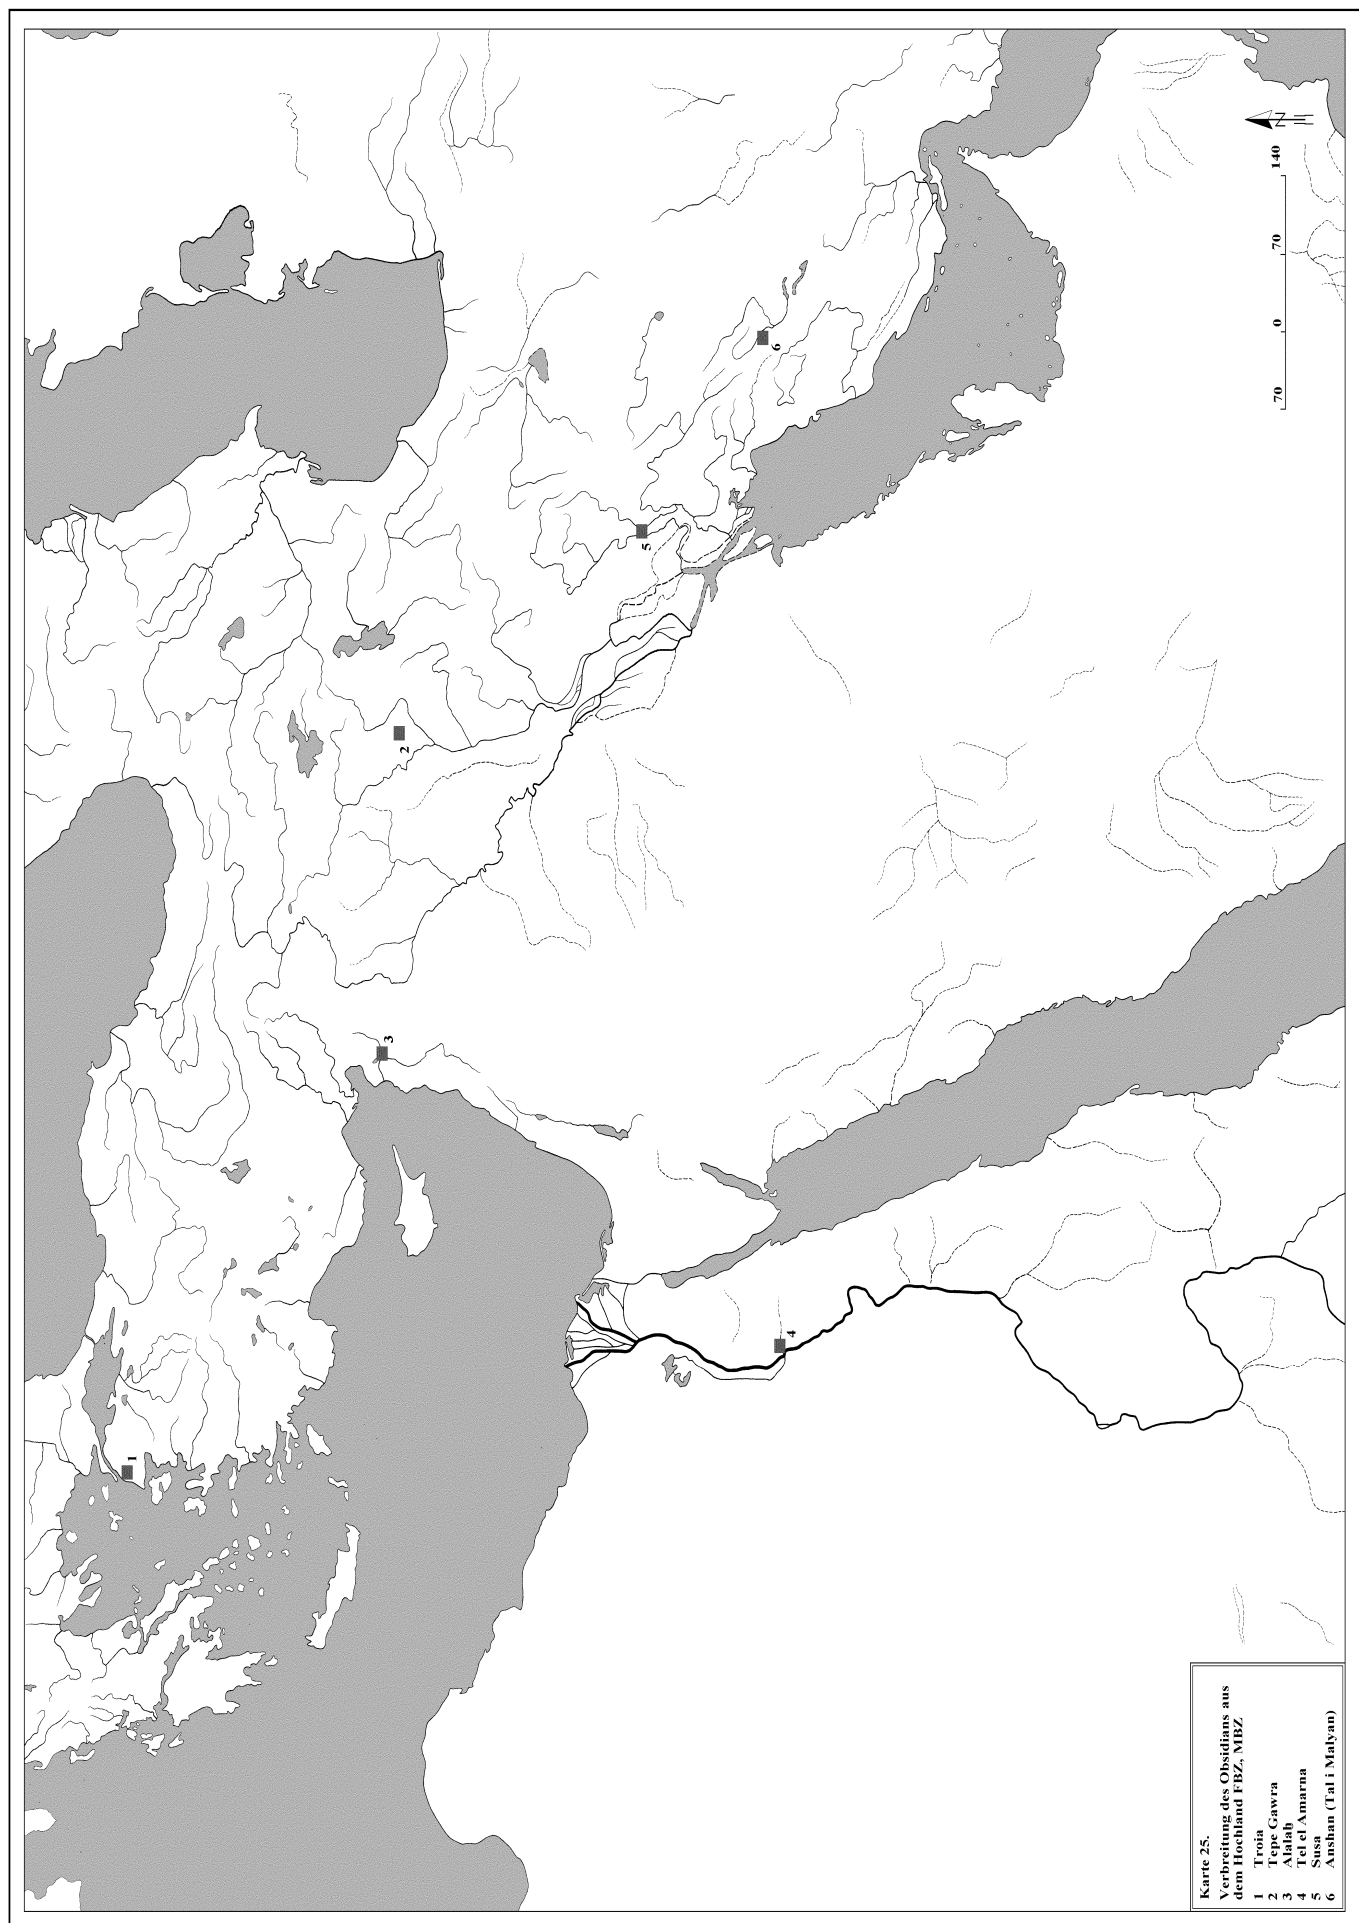 Karte 25.
Verbreitung des Obsidians aus
dem Hochland FBZ, MBZ
1 Troia
2 Tepe Gawra
3 Alalaḫ
4 Tel el Amarna
5 Susa
6 Anshan (Tal i Malyan)
1
2
3
4
5
6
70 0 70 140
N